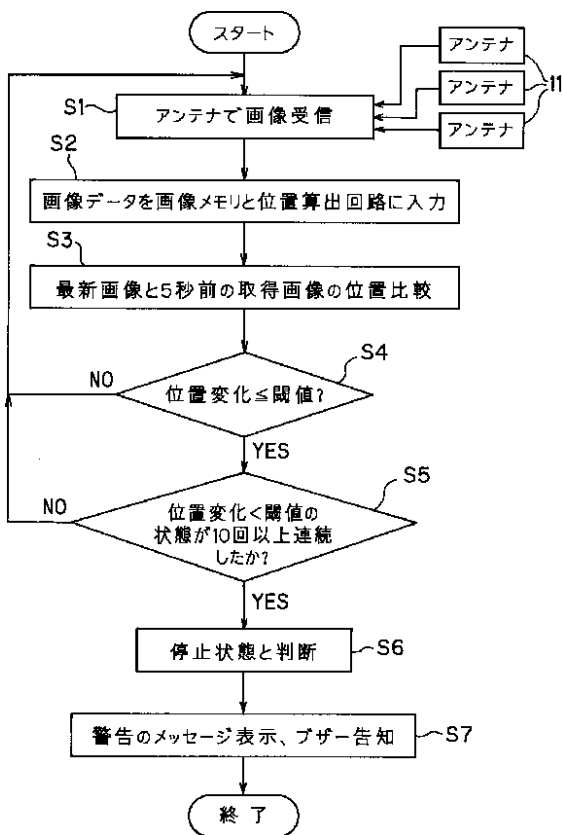 スタート
アンテナ
アンテナ
アンテナ
11
S1
アンテナで画像受信
S2
画像データを画像メモリと位置算出回路に入力
S3
最新画像と5秒前の取得画像の位置比較
S4
NO
位置変化≦閾値?
YES
S5
NO
位置変化<閾値の
状態が10回以上連続
したか?
YES
停止状態と判断
S6
警告のメッセージ表示、ブザー告知
S7
終了